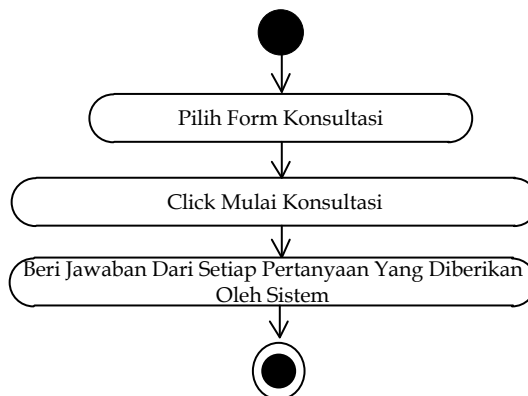 Pilih Form Konsultasi
Click Mulai Konsultasi
Beri Jawaban Dari Setiap Pertanyaan Yang Diberikan
Oleh Sistem